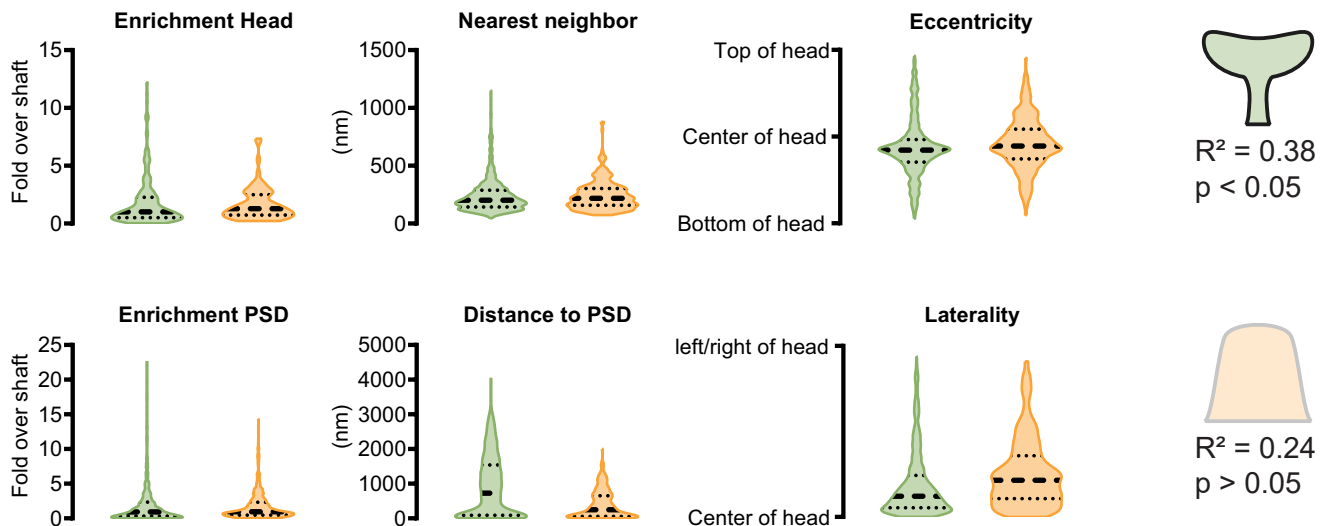 Enrichment Head
Fold over shaft
15
10
5
0
Nearest neighbor
(nm)
1500
1000
500
0
Eccentricity
Top of head
Center of head
Bottom of head
R² = 0.38
p < 0.05
Enrichment PSD
Fold over shaft
25
20
15
10
5
0
Distance to PSD
(nm)
5000
4000
3000
2000
1000
0
Laterality
left/right of head
Center of head
R² = 0.24
p > 0.05